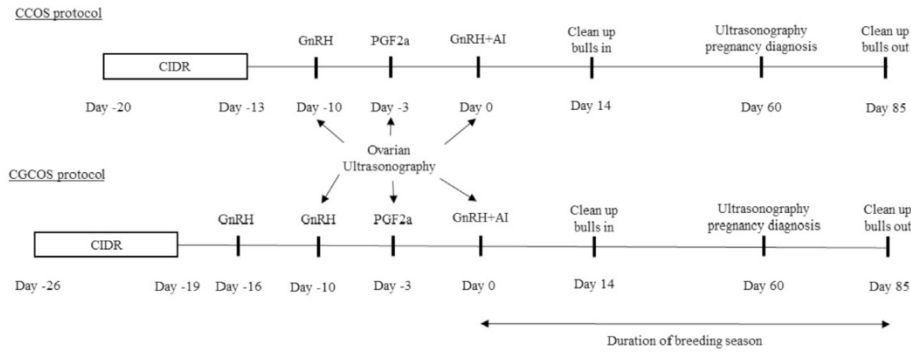 CCOS protocol
GnRH
PGF2a
GnRH+AI
Clean up
bulls in
Ultrasonography
pregnancy diagnosis
Clean up
bulls out
CIDR
Day -20
Day -13
Day -10
Day -3
Day 0
Day 14
Day 60
Day 85
Ovarian
Ultrasonography
CGCOS protocol
GnRH
GnRH
PGF2a
GnRH+AI
Clean up
bulls in
Ultrasonography
pregnancy diagnosis
Clean up
bulls out
CIDR
Day -26
Day -19
Day -16
Day -10
Day -3
Day 0
Day 14
Day 60
Day 85
Duration of breeding season